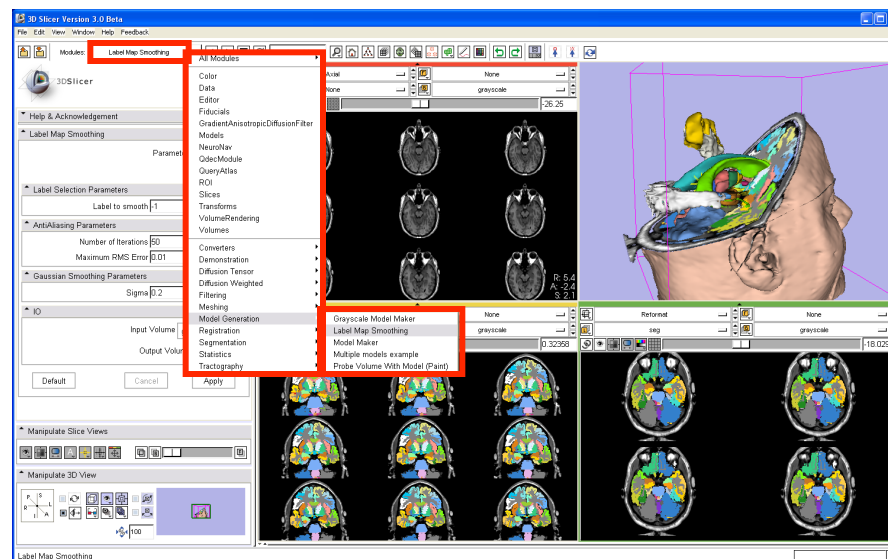 3D Slicer Version 3.0 Beta
File Edit View Window Help Feedback
Modules: Label Map Smoothing
3DSlicer
Help & Acknowledgement
Label Map Smoothing
Label Selection Parameters
Label to smooth -1
AntiAliasing Parameters
Number of Iterations 50
Maximum RMS Error 0.01
Gaussian Smoothing Parameters
Sigma 0.2
IO
Input Volume
Default Cancel Apply
Manipulate Slice Views
Manipulate 3D View
P S
R L
I A
100
Label Map Smoothing
All Modules
Color
Data
Editor
Fiducials
GradientAnisotropicDiffusionFilter
Models
NeuroNav
QdecModule
QueryAtlas
ROI
Slices
Transforms
VolumeRendering
Volumes
Converters
Demonstration
Diffusion Tensor
Diffusion Weighted
Filtering
Meshing
Model Generation
Registration
Segmentation
Statistics
Tractography
Grayscale Model Maker
Label Map Smoothing
Model Maker
Multiple models example
Probe Volume With Model (Paint)
Axial None
None grayscale
-26.25
R: 5.4
A: -2.4
S: 2.1
None
grayscale
0.32358
Reformat None
seg grayscale
-18.025